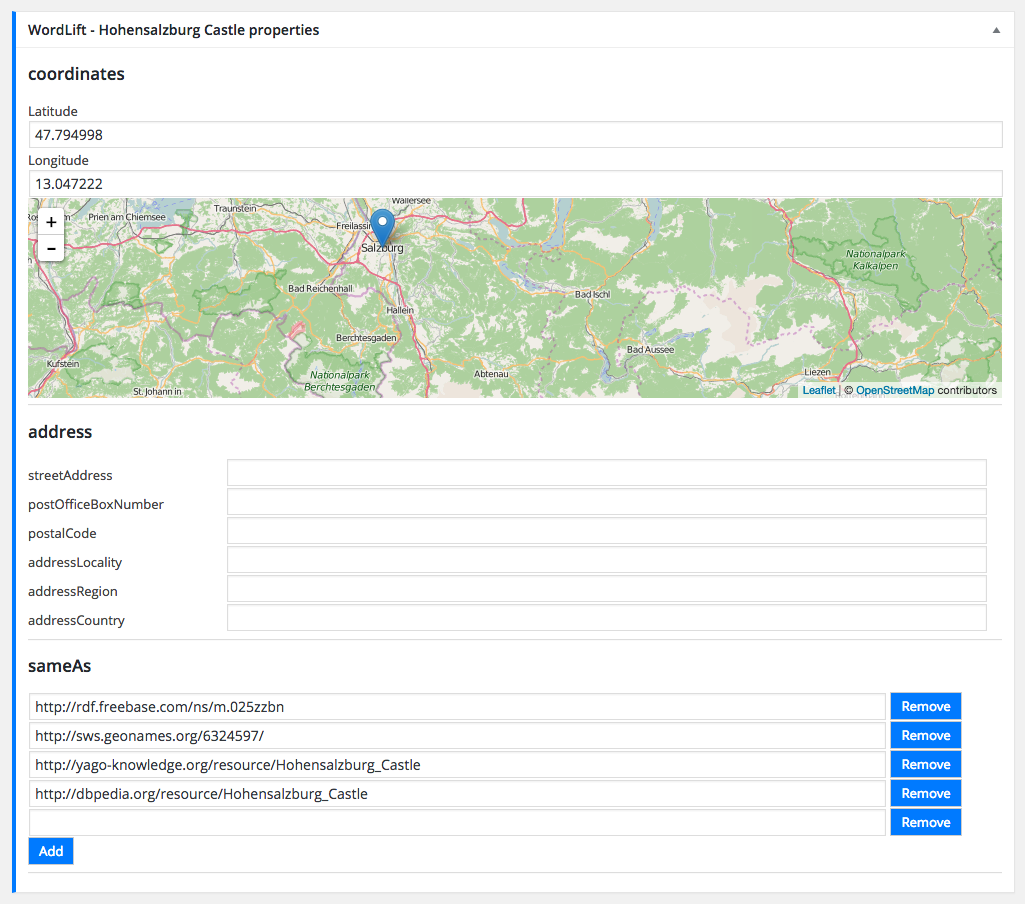 WordLift - Hohensalzburg Castle properties
coordinates
Latitude
47.794998
Longitude
13.047222
+
−
Prien am Chiemsee
Traunstein
Freilassin
Wallersee
Salzburg
Bad Reichenhall
Hallein
Berchtesgaden
Nationalpark
Berchtesgaden
Kufstein
St. Johann in
Abtenau
Bad Ischl
Bad Aussee
Liezen
Nationalpark
Kalkalpen
Leaflet | © OpenStreetMap contributors
address
streetAddress
postOfficeBoxNumber
postalCode
addressLocality
addressRegion
addressCountry
sameAs
http://rdf.freebase.com/ns/m.025zzbn Remove
http://sws.geonames.org/6324597/ Remove
http://yago-knowledge.org/resource/Hohensalzburg_Castle Remove
http://dbpedia.org/resource/Hohensalzburg_Castle Remove
Remove
Add